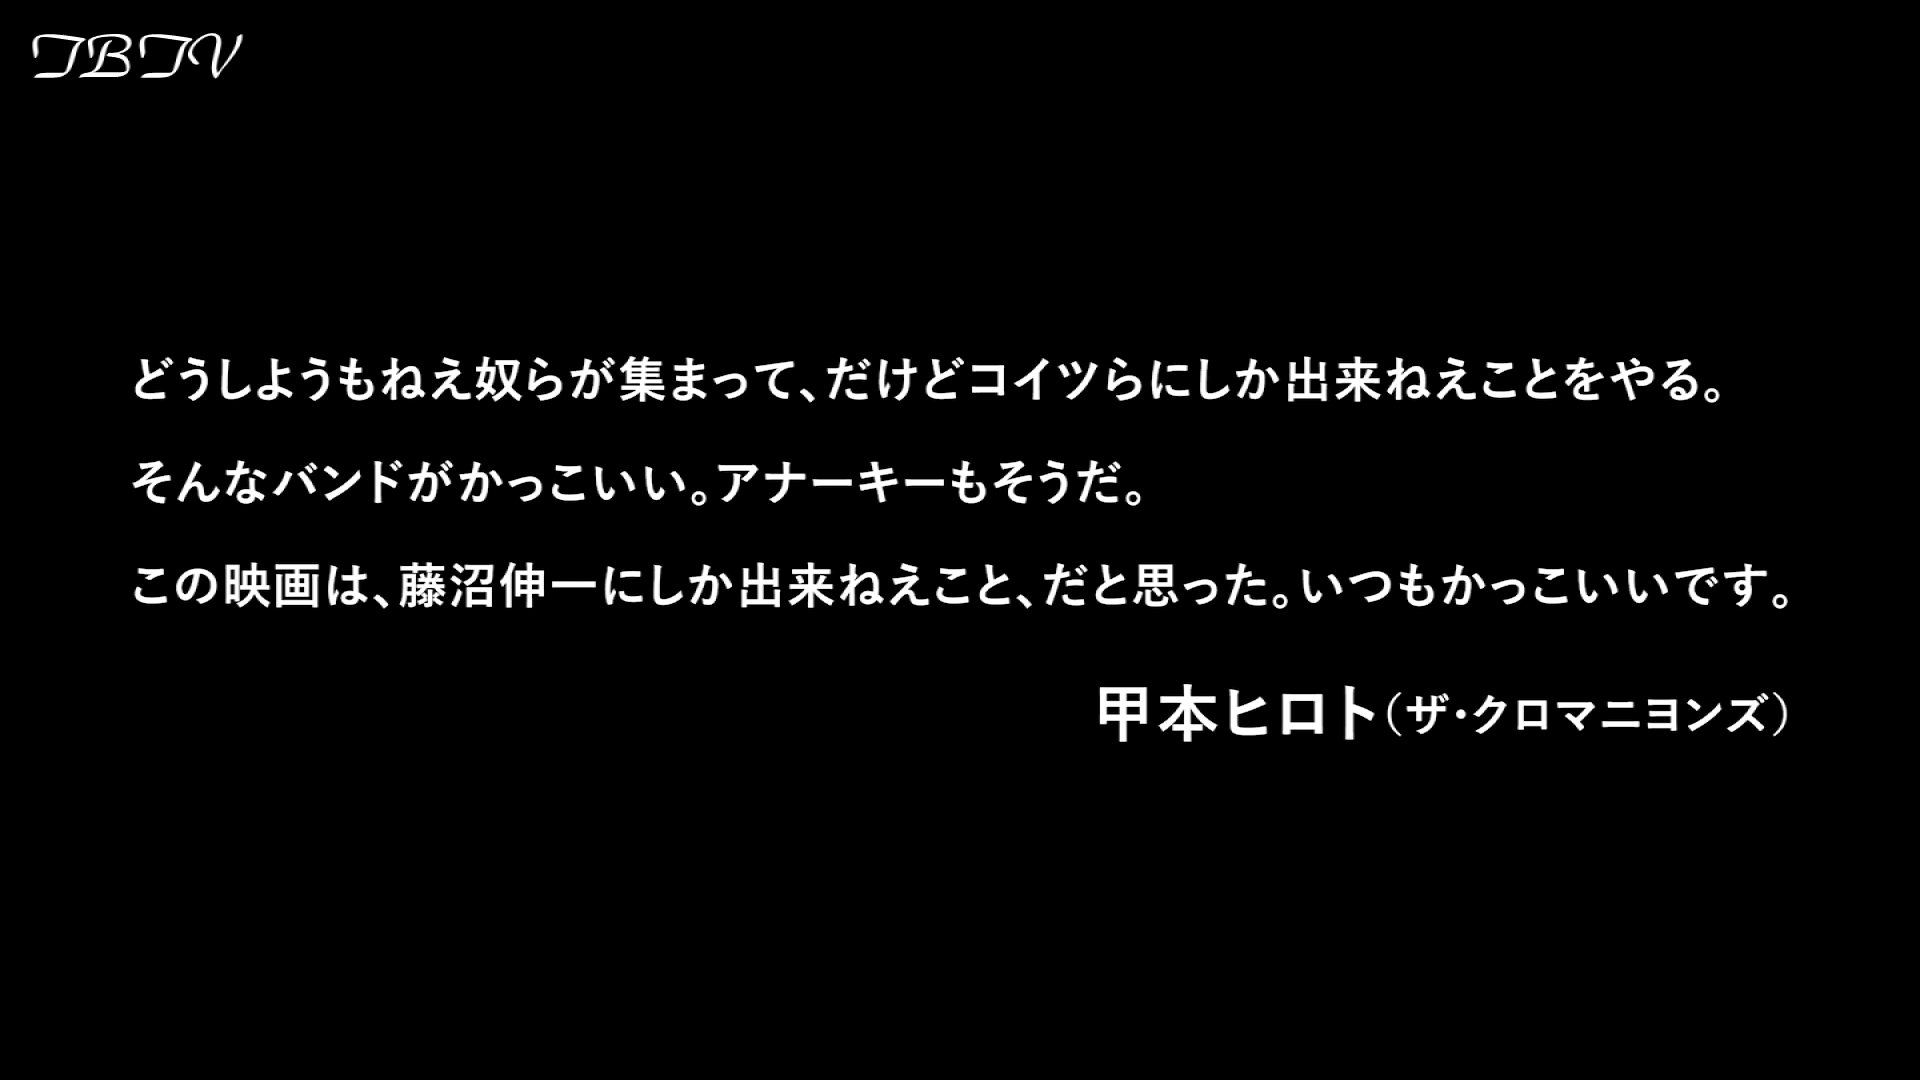 TBTV
どうしようもねえ奴らが集まって、だけどコイツらにしか出来ねえことをやる。
そんなバンドがかっこいい。アナーキーもそうだ。
この映画は、藤沼伸一にしか出来ねえこと、だと思った。いつもかっこいいです。
甲本ヒロト（ザ・クロマニヨンズ）